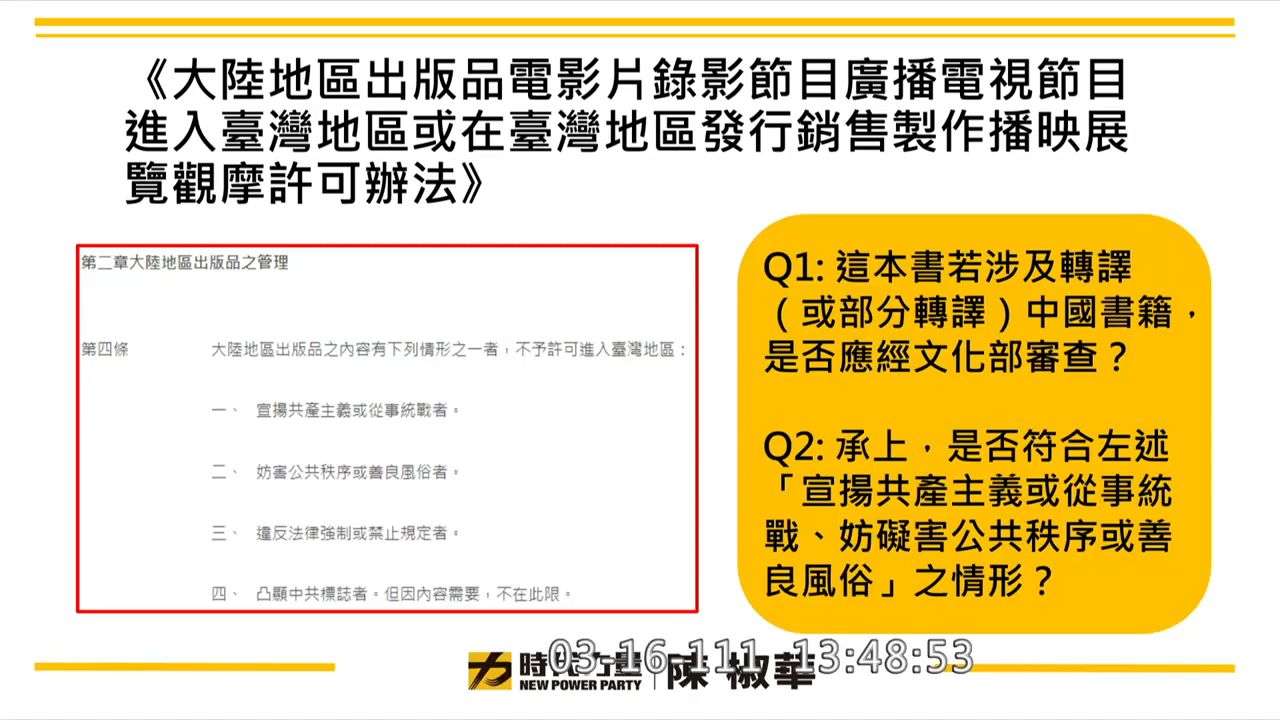 《大陸地區出版品電影片錄影節目廣播電視節目
進入臺灣地區或在臺灣地區發行銷售製作播映展
覽觀摩許可辦法》
第二章大陸地區出版品之管理
第四條 大陸地區出版品之內容有下列情形之一者，不予許可進入臺灣地區：
一、 宣揚共產主義或從事統戰者。
二、 妨害公共秩序或善良風俗者。
三、 違反法律強制或禁止規定者。
四、 凸顯中共標誌者。但因內容需要，不在此限。
Q1: 這本書若涉及轉譯
（或部分轉譯）中國書籍，
是否應經文化部審查？
Q2: 承上，是否符合左述
「宣揚共產主義或從事統
戰、妨礙害公共秩序或善
良風俗」之情形？
時代力量
NEW POWER PARTY
陳椒華
03 16 111 13:48:53